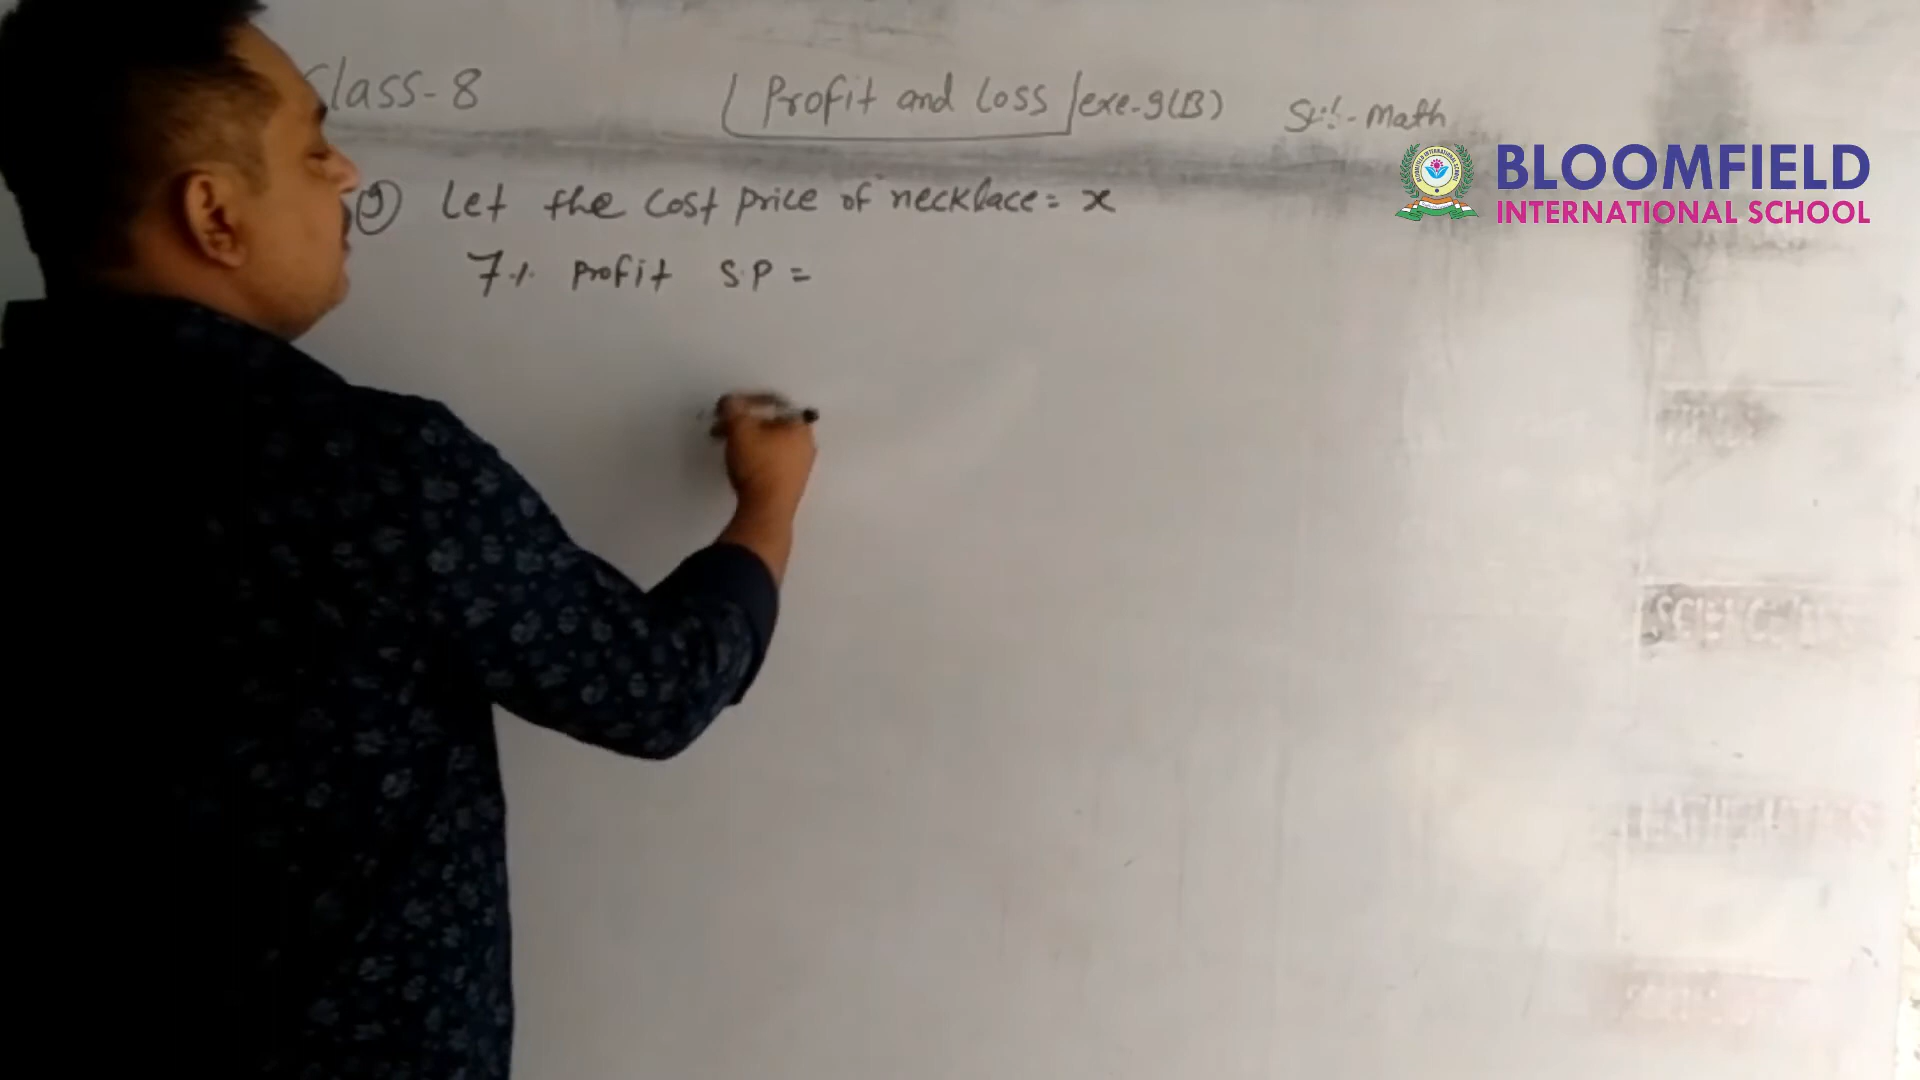 Class-8
Profit and Loss exe-9(B)
Sub- Math
BLOOMFIELD
INTERNATIONAL SCHOOL
9) Let the cost price of necklace = x
7% Profit S.P =